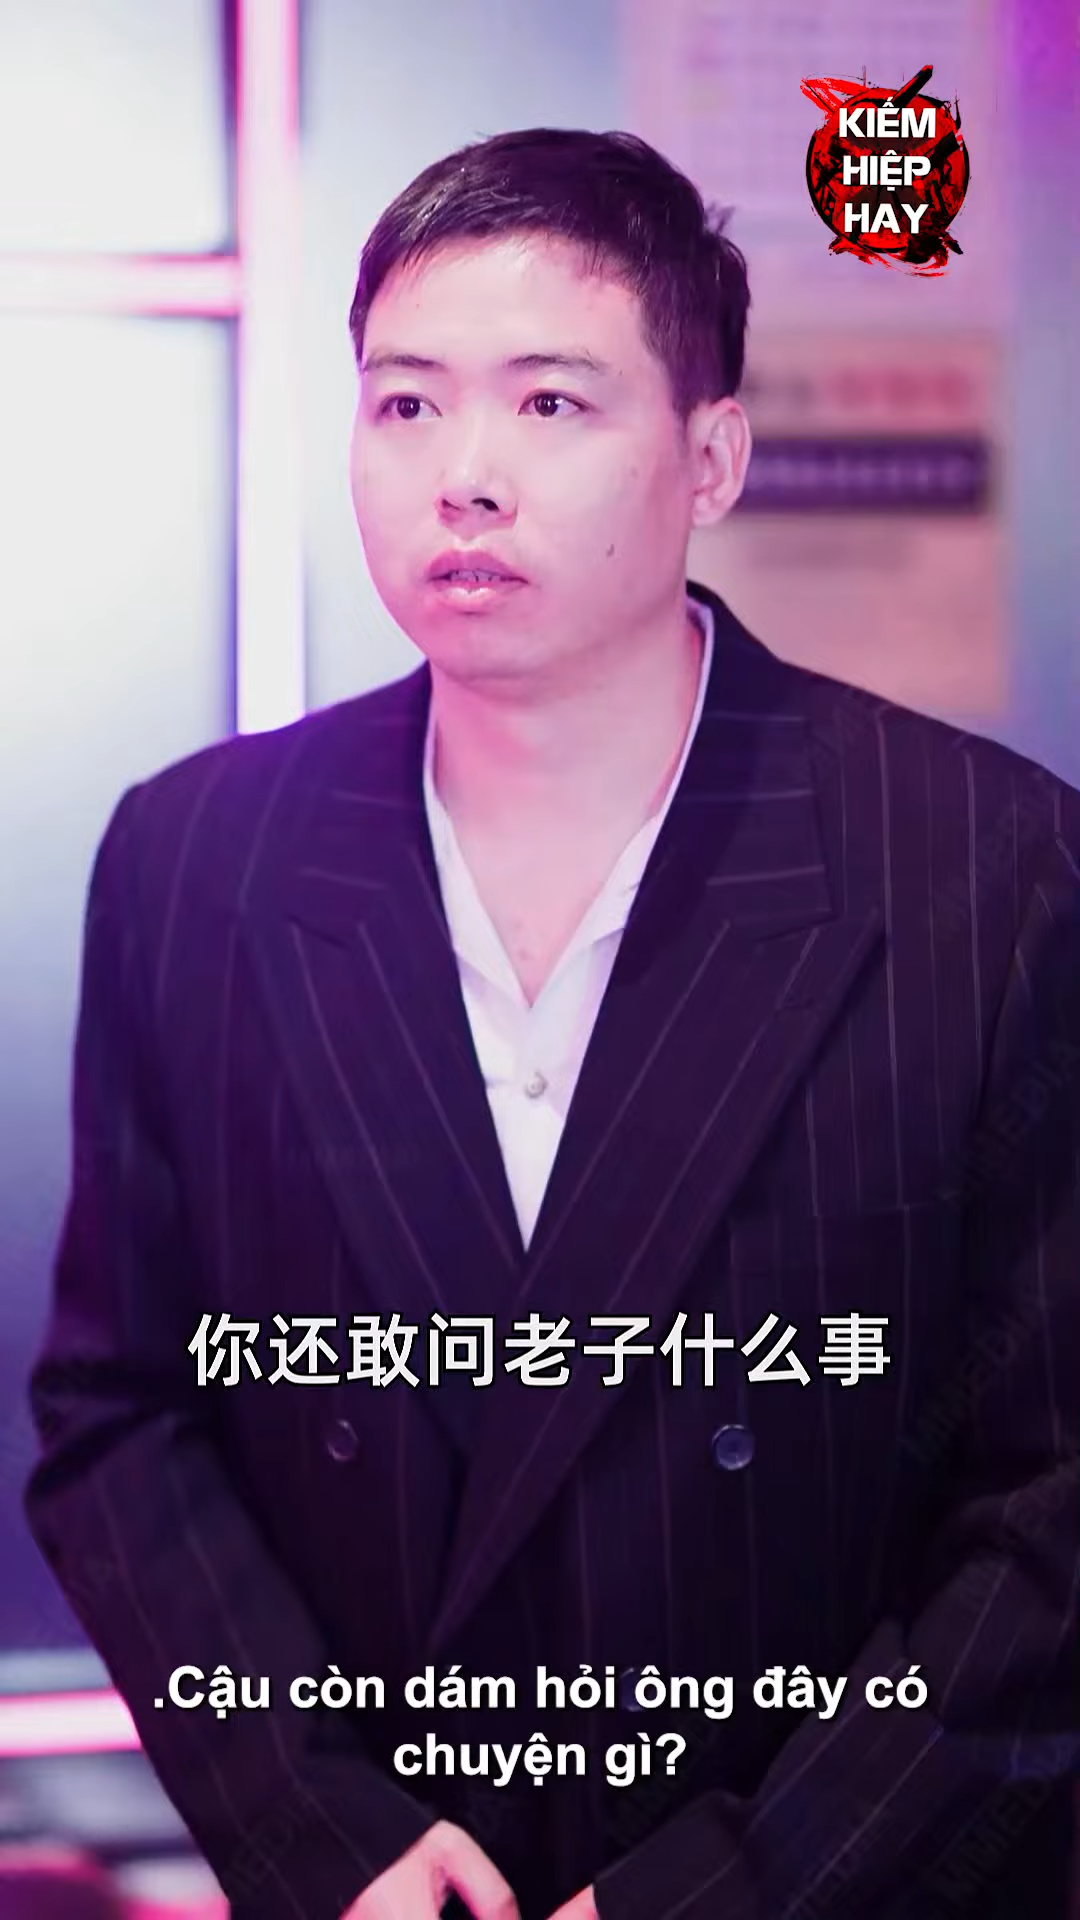 KIẾM
HIỆP
HAY
你还敢问老子什么事
.Cậu còn dám hỏi ông đây có
chuyện gì?
MMEDIA